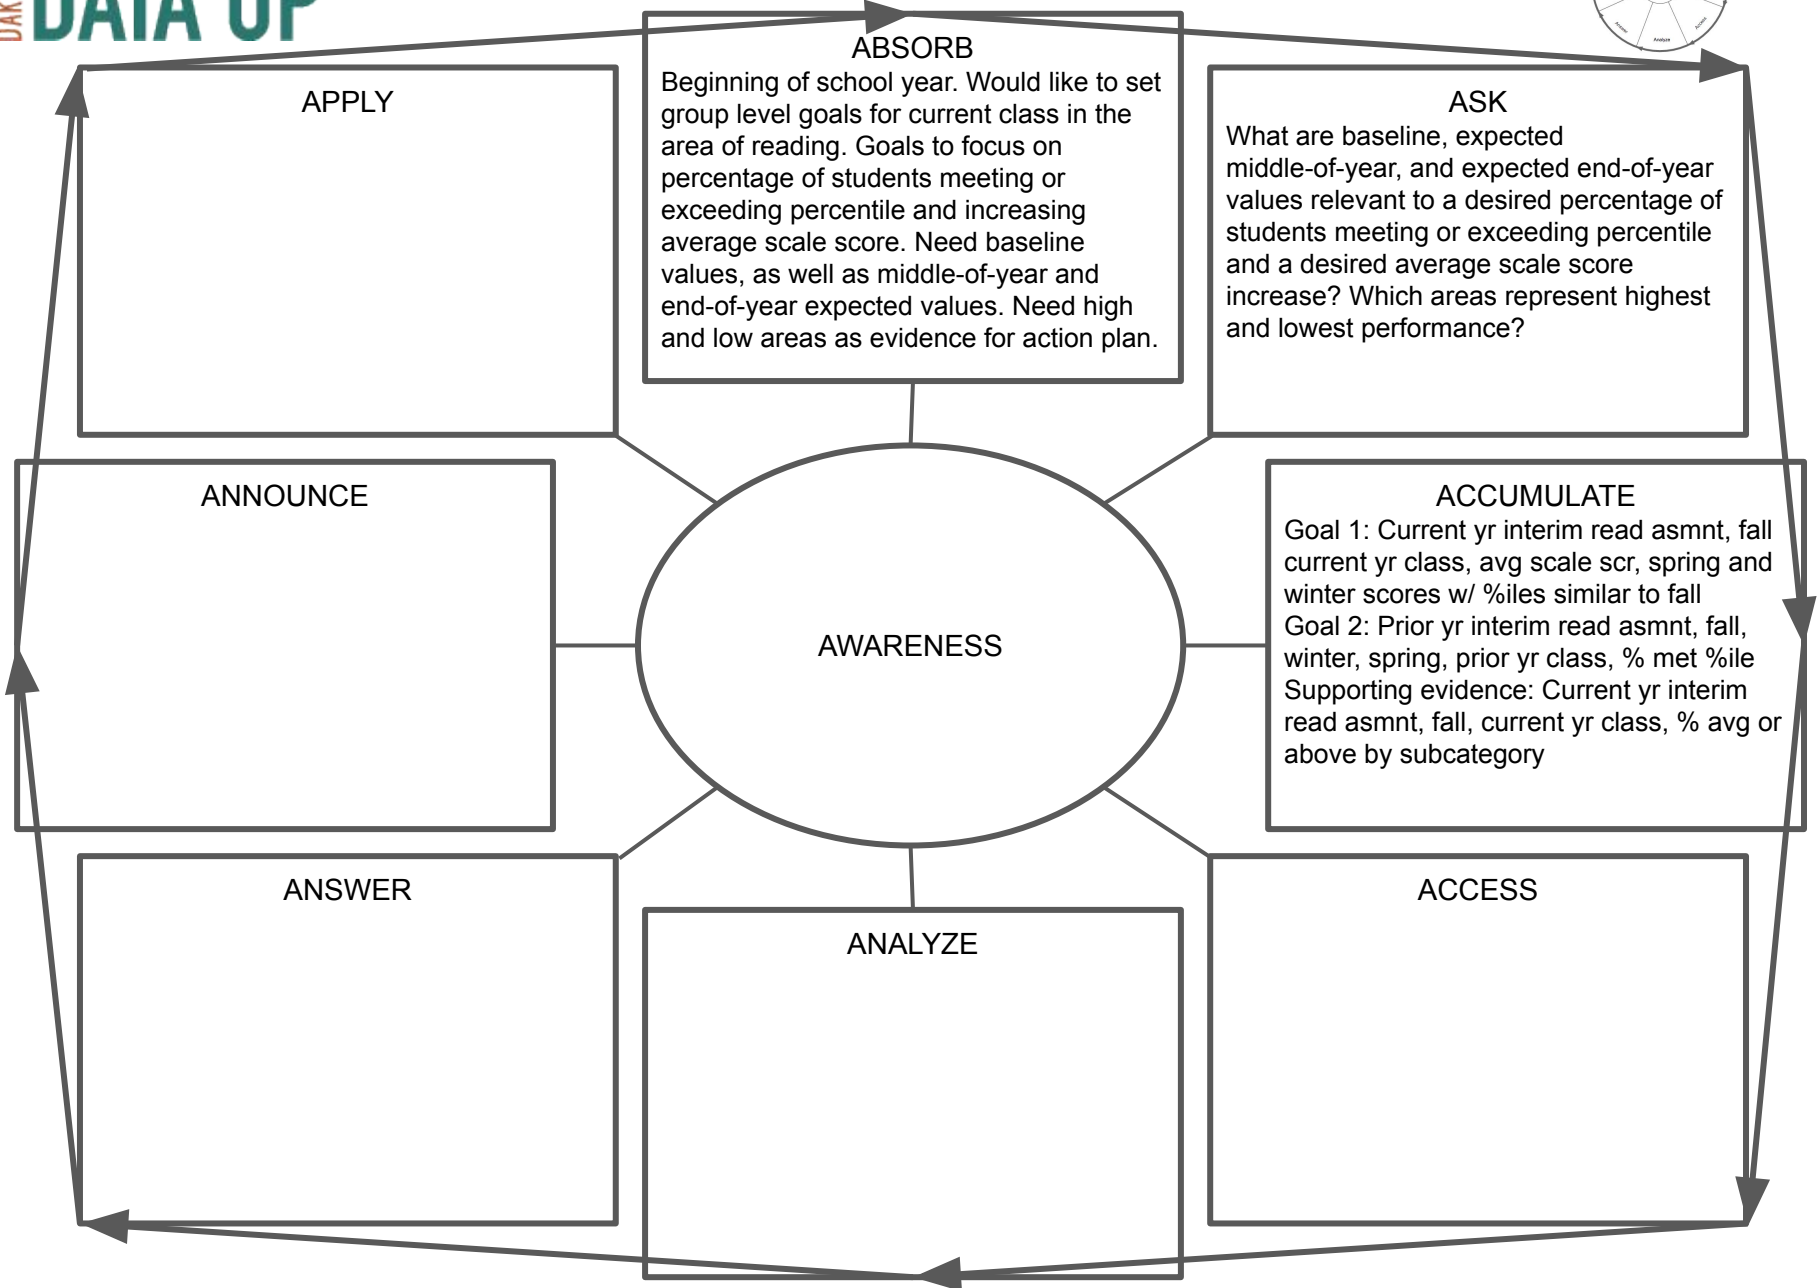 DAK
DATA UP
Answer
Analyze
Access
ABSORB
Beginning of school year. Would like to set
group level goals for current class in the
area of reading. Goals to focus on
percentage of students meeting or
exceeding percentile and increasing
average scale score. Need baseline
values, as well as middle-of-year and
end-of-year expected values. Need high
and low areas as evidence for action plan.
ASK
What are baseline, expected
middle-of-year, and expected end-of-year
values relevant to a desired percentage of
students meeting or exceeding percentile
and a desired average scale score
increase? Which areas represent highest
and lowest performance?
ACCUMULATE
Goal 1: Current yr interim read asmnt, fall
current yr class, avg scale scr, spring and
winter scores w/ %iles similar to fall
Goal 2: Prior yr interim read asmnt, fall,
winter, spring, prior yr class, % met %ile
Supporting evidence: Current yr interim
read asmnt, fall, current yr class, % avg or
above by subcategory
ACCESS
ANALYZE
ANSWER
ANNOUNCE
APPLY
AWARENESS